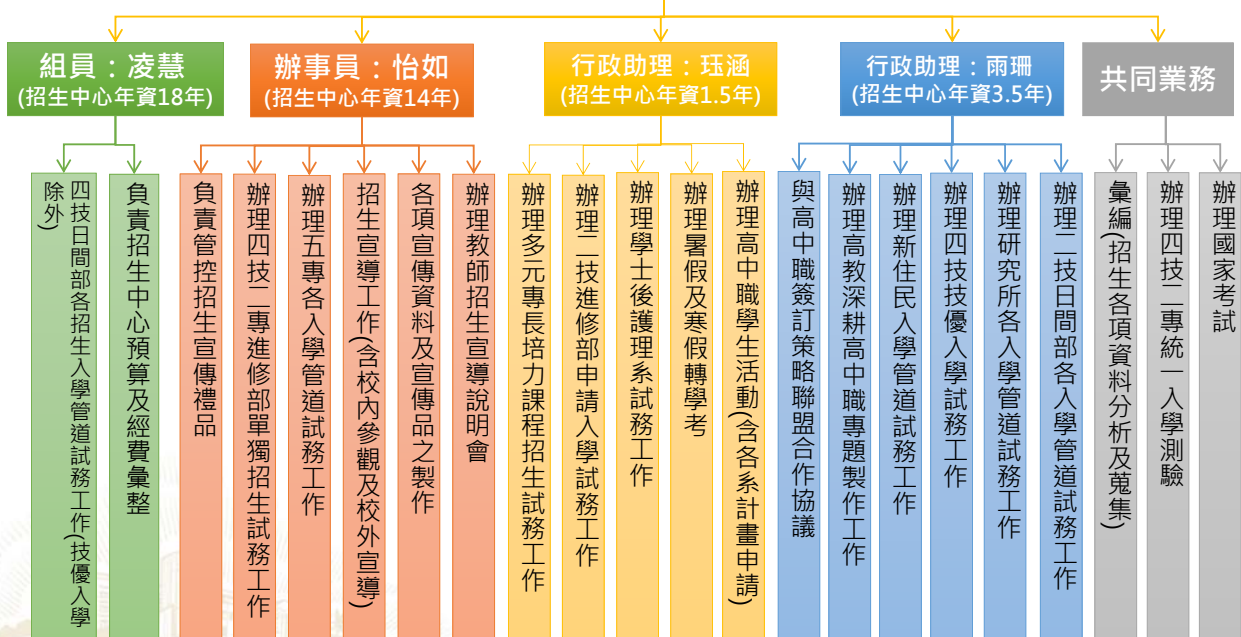 組員：凌慧
(招生中心年資18年)
辦事員：怡如
(招生中心年資14年)
行政助理：珏涵
(招生中心年資1.5年)
行政助理：雨珊
(招生中心年資3.5年)
共同業務
四技日間部各招生入學管道試務工作(技優入學
除外)
負責招生中心預算及經費彙整
負責管控招生宣傳禮品
辦理四技二專進修部單獨招生試務工作
辦理五專各入學管道試務工作
招生宣導工作(含校內參觀及校外宣導)
各項宣傳資料及宣傳品之製作
辦理教師招生宣導說明會
辦理多元專長培力課程招生試務工作
辦理二技進修部申請入學試務工作
辦理學士後護理系試務工作
辦理暑假及寒假轉學考
辦理高中職學生活動(含各系計畫申請)
與高中職簽訂策略聯盟合作協議
辦理高教深耕高中職專題製作工作
辦理新住民入學管道試務工作
辦理四技技優入學試務工作
辦理研究所各入學管道試務工作
辦理二技日間部各入學管道試務工作
彙編(招生各項資料分析及蒐集)
辦理四技二專統一入學測驗
辦理國家考試